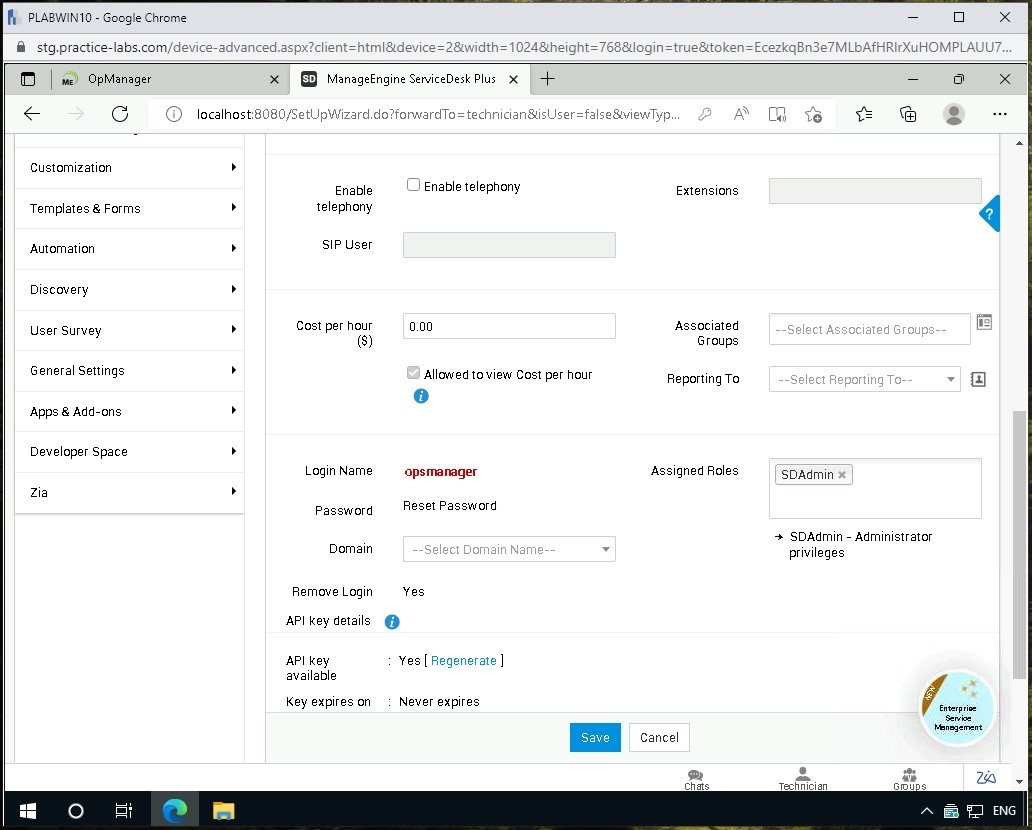 PLABWIN10 - Google Chrome
stg.practice-labs.com/device-advanced.aspx?client=html&device=2&width=1024&height=768&login=true&token=EcezkqBn3e7MLbAfHRIrXuHOMPLAUU7...
ME OpManager
SD ManageEngine ServiceDesk Plus
localhost:8080/SetUpWizard.do?forwardTo=technician&isUser=false&viewTyp...
Customization
Templates & Forms
Automation
Discovery
User Survey
General Settings
Apps & Add-ons
Developer Space
Zia
Enable telephony
Enable telephony
Extensions
?
SIP User
Cost per hour ($)
0.00
Associated Groups
--Select Associated Groups--
Allowed to view Cost per hour
i
Reporting To
--Select Reporting To--
Login Name
opsmanager
Assigned Roles
SDAdmin ×
Password
Reset Password
→ SDAdmin - Administrator
privileges
Domain
--Select Domain Name--
Remove Login
Yes
API key details
i
API key available : Yes [ Regenerate ]
Key expires on : Never expires
NEW
Enterprise
Service
Management
Save
Cancel
Chats
Technician
Groups
Zia
ENG